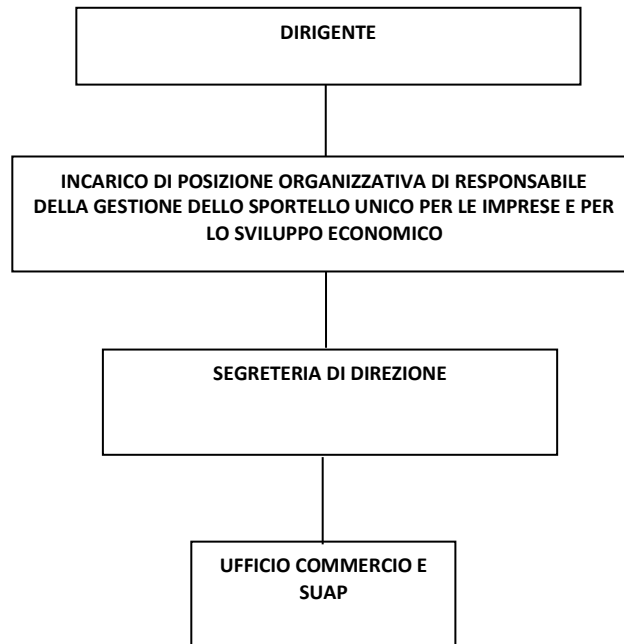 DIRIGENTE
INCARICO DI POSIZIONE ORGANIZZATIVA DI RESPONSABILE
DELLA GESTIONE DELLO SPORTELLO UNICO PER LE IMPRESE E PER
LO SVILUPPO ECONOMICO
SEGRETERIA DI DIREZIONE
UFFICIO COMMERCIO E
SUAP